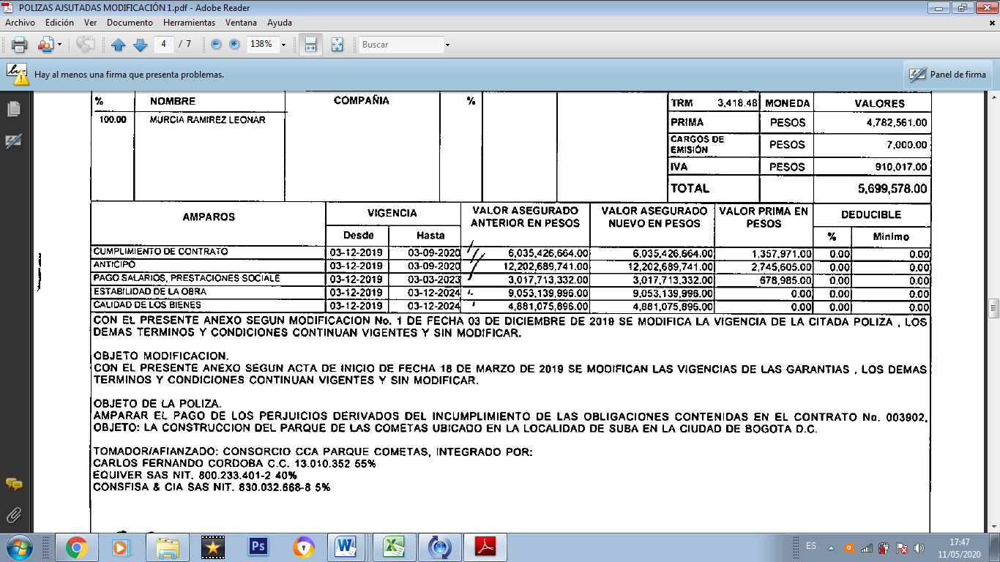 POLIZAS AJSUTADAS MODIFICACIÓN 1.pdf - Adobe Reader
Archivo Edición Ver Documento Herramientas Ventana Ayuda
4 / 7 138% Buscar
Hay al menos una firma que presenta problemas. Panel de firma
% NOMBRE COMPAÑIA % TRM 3,418.48 MONEDA VALORES
100.00 MURCIA RAMIREZ LEONAR PRIMA PESOS 4,782,561.00
CARGOS DE EMISIÓN PESOS 7,000.00
IVA PESOS 910,017.00
TOTAL 5,699,578.00
AMPAROS VIGENCIA VALOR ASEGURADO ANTERIOR EN PESOS VALOR ASEGURADO NUEVO EN PESOS VALOR PRIMA EN PESOS DEDUCIBLE
Desde Hasta % Minimo
CUMPLIMIENTO DE CONTRATO 03-12-2019 03-09-2020 6,035,426,664.00 6,035,426,664.00 1,357,971.00 0.00 0.00
ANTICIPO 03-12-2019 03-09-2020 12,202,689,741.00 12,202,689,741.00 2,745,605.00 0.00 0.00
PAGO SALARIOS, PRESTACIONES SOCIALE 03-12-2019 03-03-2023 3,017,713,332.00 3,017,713,332.00 678,985.00 0.00 0.00
ESTABILIDAD DE LA OBRA 03-12-2019 03-12-2024 9,053,139,996.00 9,053,139,996.00 0.00 0.00 0.00
CALIDAD DE LOS BIENES 03-12-2019 03-12-2024 4,881,075,896.00 4,881,075,896.00 0.00 0.00 0.00
CON EL PRESENTE ANEXO SEGUN MODIFICACION No. 1 DE FECHA 03 DE DICIEMBRE DE 2019 SE MODIFICA LA VIGENCIA DE LA CITADA POLIZA , LOS
DEMAS TERMINOS Y CONDICIONES CONTINUAN VIGENTES Y SIN MODIFICAR.
OBJETO MODIFICACION.
CON EL PRESENTE ANEXO SEGUN ACTA DE INICIO DE FECHA 18 DE MARZO DE 2019 SE MODIFICAN LAS VIGENCIAS DE LAS GARANTIAS , LOS DEMAS
TERMINOS Y CONDICIONES CONTINUAN VIGENTES Y SIN MODIFICAR.
OBJETO DE LA POLIZA.
AMPARAR EL PAGO DE LOS PERJUICIOS DERIVADOS DEL INCUMPLIMIENTO DE LAS OBLIGACIONES CONTENIDAS EN EL CONTRATO No. 003902,
OBJETO: LA CONSTRUCCION DEL PARQUE DE LAS COMETAS UBICADO EN LA LOCALIDAD DE SUBA EN LA CIUDAD DE BOGOTA D.C.
TOMADOR/AFIANZADO: CONSORCIO CCA PARQUE COMETAS, INTEGRADO POR:
CARLOS FERNANDO CORDOBA C.C. 13.010.352 55%
EQUIVER SAS NIT. 800.233.401-2 40%
CONSFISA & CIA SAS NIT. 830.032.668-8 5%
ES 17:47
11/05/2020